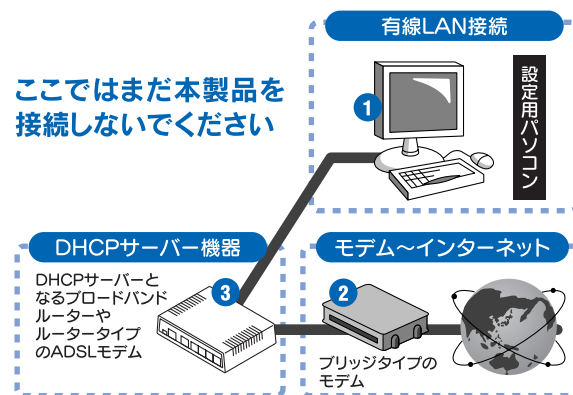 有線LAN接続
ここではまだ本製品を
接続しないでください
1
設定用パソコン
DHCPサーバー機器
モデム～インターネット
DHCPサーバーと
なるブロードバンド
ルーターや
ルータータイプ
のADSLモデム
3
2
ブリッジタイプの
モデム